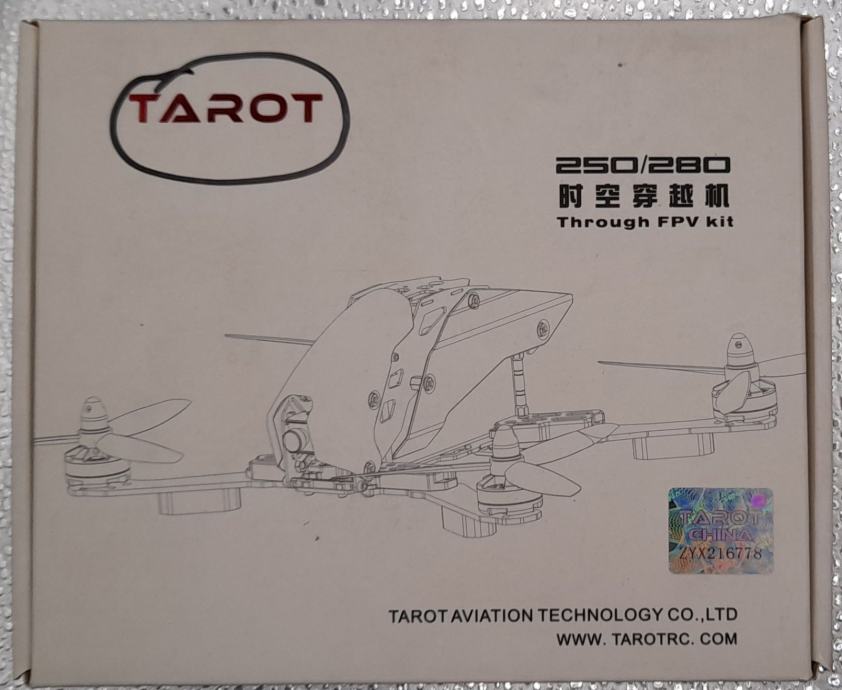 TAROT
250/280
时空穿越机
Through FPV kit
TAROT
CHINA
ZYX216778
TAROT AVIATION TECHNOLOGY CO.,LTD
WWW. TAROTRC. COM